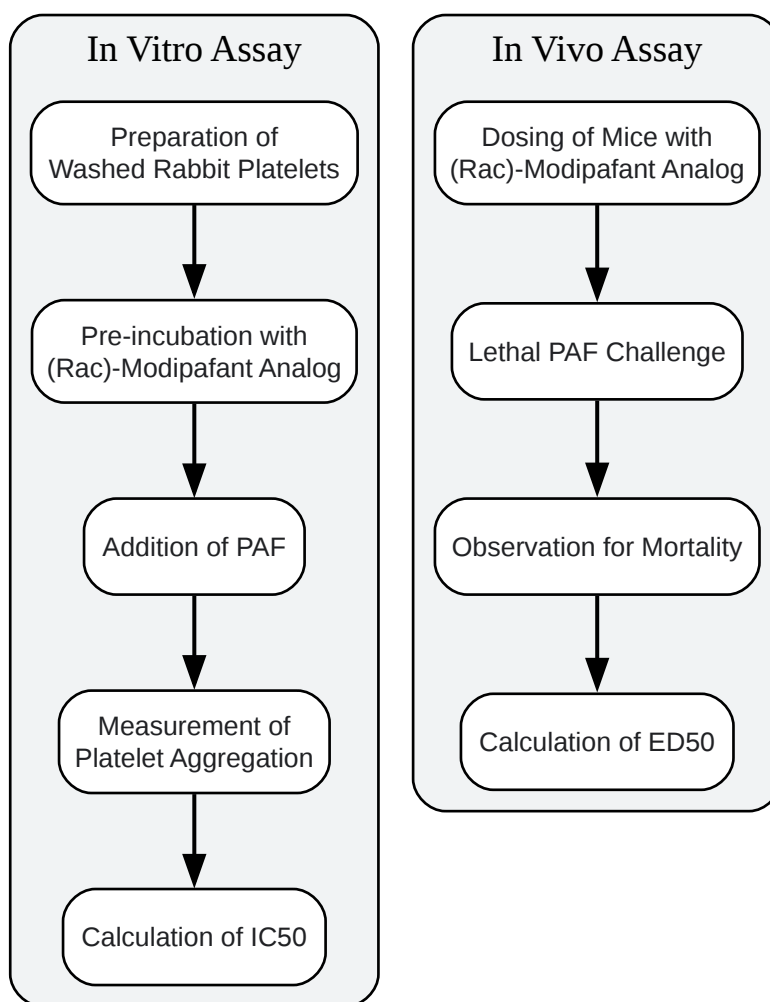 In Vitro Assay
Preparation of
Washed Rabbit Platelets
Pre-incubation with
(Rac)-Modipafant Analog
Addition of PAF
Measurement of
Platelet Aggregation
Calculation of IC50
In Vivo Assay
Dosing of Mice with
(Rac)-Modipafant Analog
Lethal PAF Challenge
Observation for Mortality
Calculation of ED50